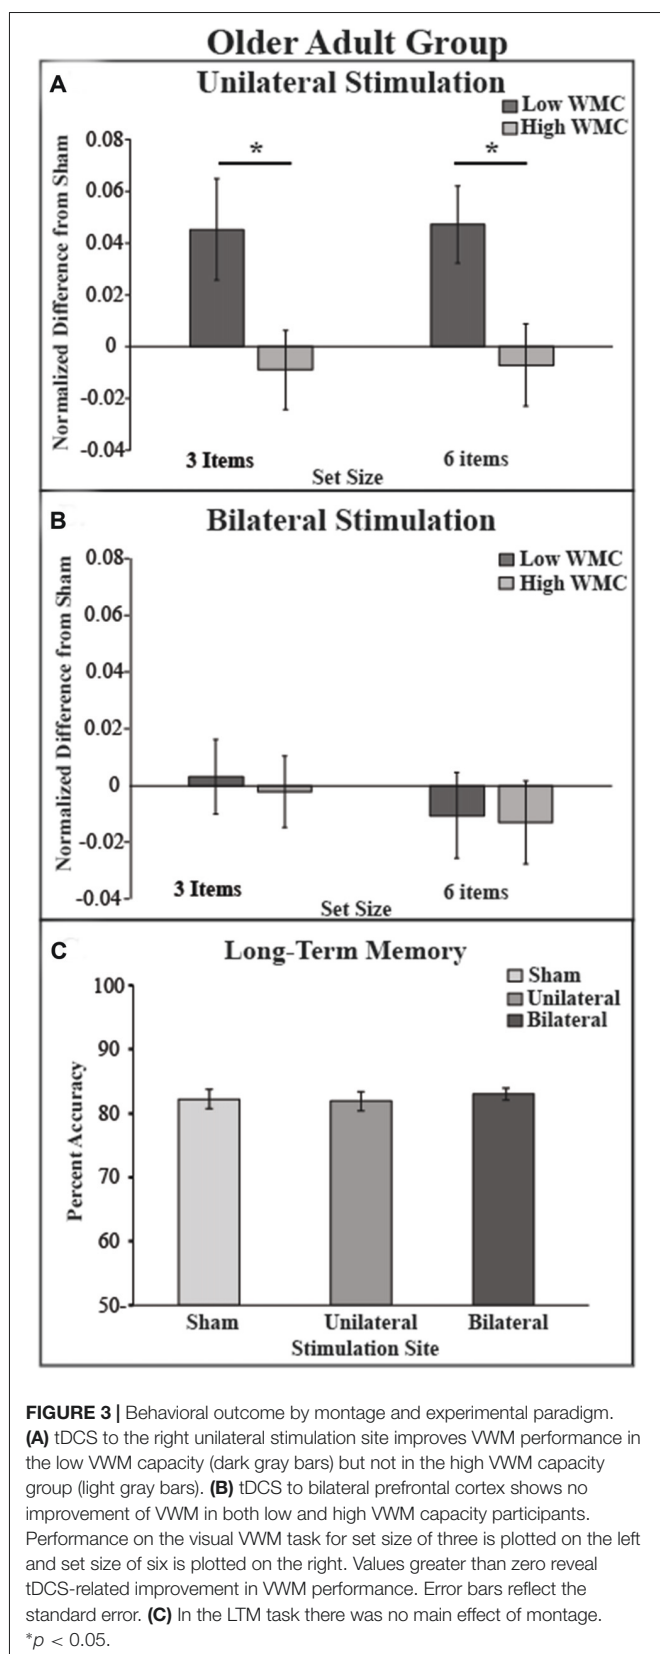 Older Adult Group
A
Unilateral Stimulation
Low WMC
High WMC
Normalized Difference from Sham
0.08
0.06
0.04
0.02
0
-0.02
-0.04
*
*
3 Items
6 items
Set Size
B
Bilateral Stimulation
Low WMC
High WMC
Normalized Difference from Sham
0.08
0.06
0.04
0.02
0
-0.02
-0.04
3 Items
6 items
Set Size
C
Long-Term Memory
Sham
Unilateral
Bilateral
Percent Accuracy
100
90
80
70
60
50
Sham
Unilateral
Bilateral
Stimulation Site
FIGURE 3 | Behavioral outcome by montage and experimental paradigm.
(A) tDCS to the right unilateral stimulation site improves VWM performance in
the low VWM capacity (dark gray bars) but not in the high VWM capacity
group (light gray bars). (B) tDCS to bilateral prefrontal cortex shows no
improvement of VWM in both low and high VWM capacity participants.
Performance on the visual VWM task for set size of three is plotted on the left
and set size of six is plotted on the right. Values greater than zero reveal
tDCS-related improvement in VWM performance. Error bars reflect the
standard error. (C) In the LTM task there was no main effect of montage.
*p < 0.05.